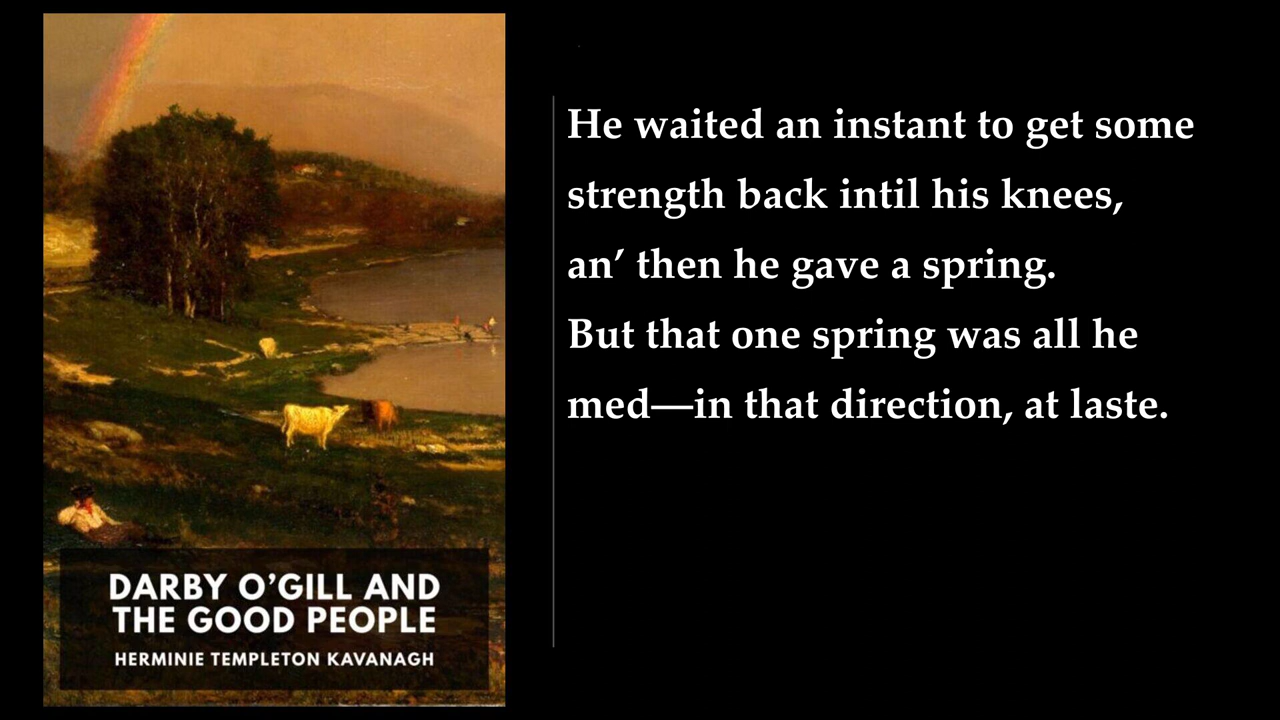 He waited an instant to get some
strength back intil his knees,
an’ then he gave a spring.
But that one spring was all he
med—in that direction, at laste.
DARBY O’GILL AND
THE GOOD PEOPLE
HERMINIE TEMPLETON KAVANAGH